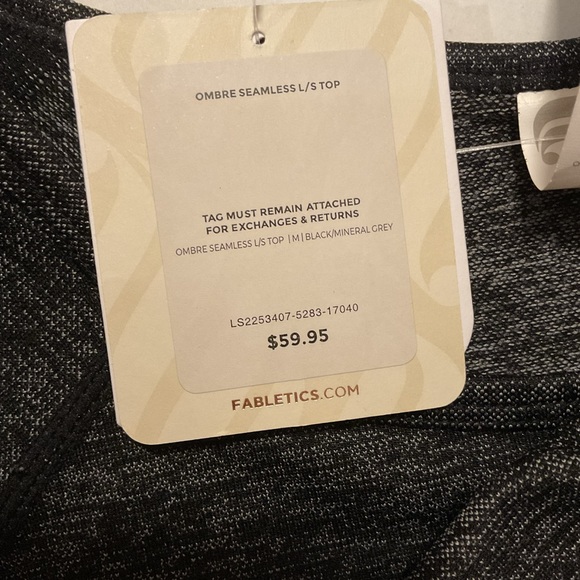 OMBRE SEAMLESS L/S TOP
TAG MUST REMAIN ATTACHED
FOR EXCHANGES & RETURNS
OMBRE SEAMLESS L/S TOP | M | BLACK/MINERAL GREY
LS2253407-5283-17040
$59.95
FABLETICS.COM